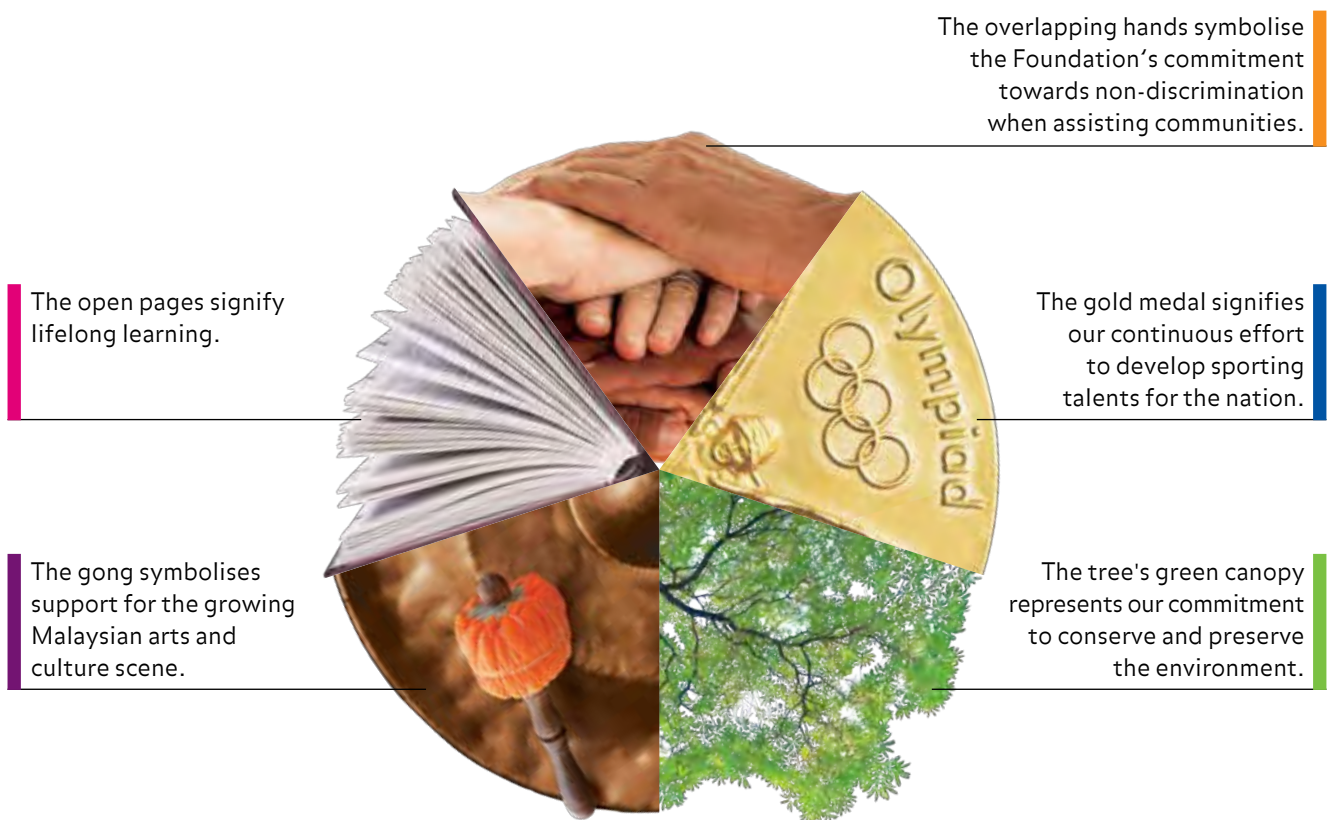 The overlapping hands symbolise
the Foundation‘s commitment
towards non-discrimination
when assisting communities.
The open pages signify
lifelong learning.
The gold medal signifies
our continuous effort
to develop sporting
talents for the nation.
Olympiad
The gong symbolises
support for the growing
Malaysian arts and
culture scene.
The tree's green canopy
represents our commitment
to conserve and preserve
the environment.